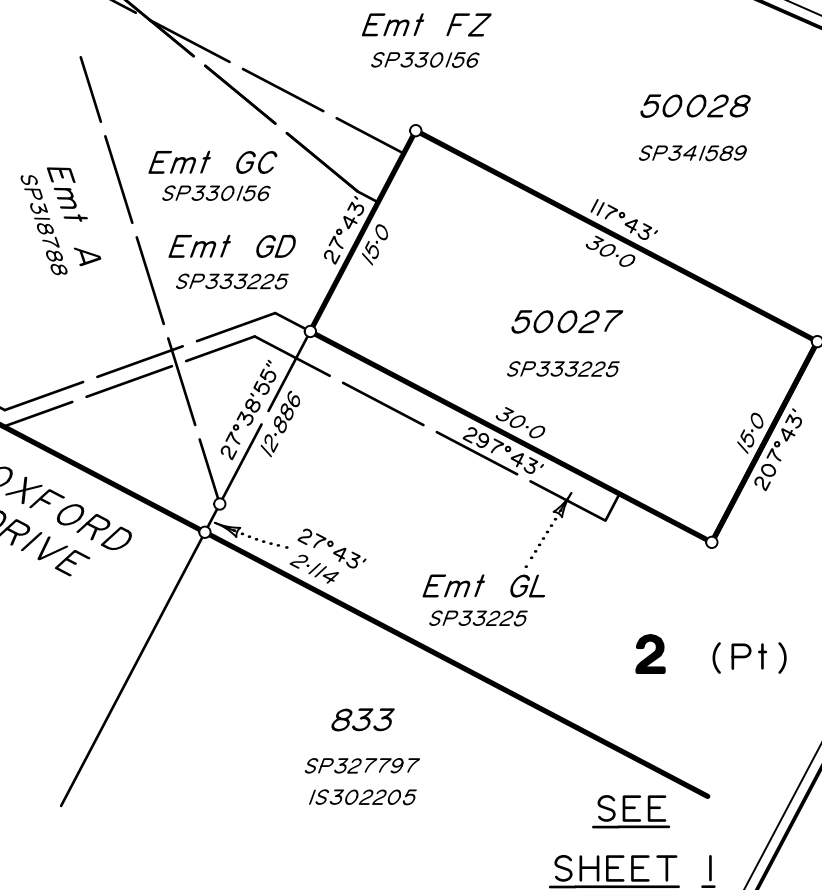 Emt FZ
SP330156
50028
SP341589
Emt GC
SP330156
Emt A
SP318788
Emt GD
SP333225
27°43'
15·0
117°43'
30·0
50027
SP333225
27°38'55"
12·886
30·0
297°43'
15·0
207°43'
OXFORD
DRIVE
27°43'
2·114
Emt GL
SP33225
2 (Pt)
833
SP327797
IS302205
SEE
SHEET 1